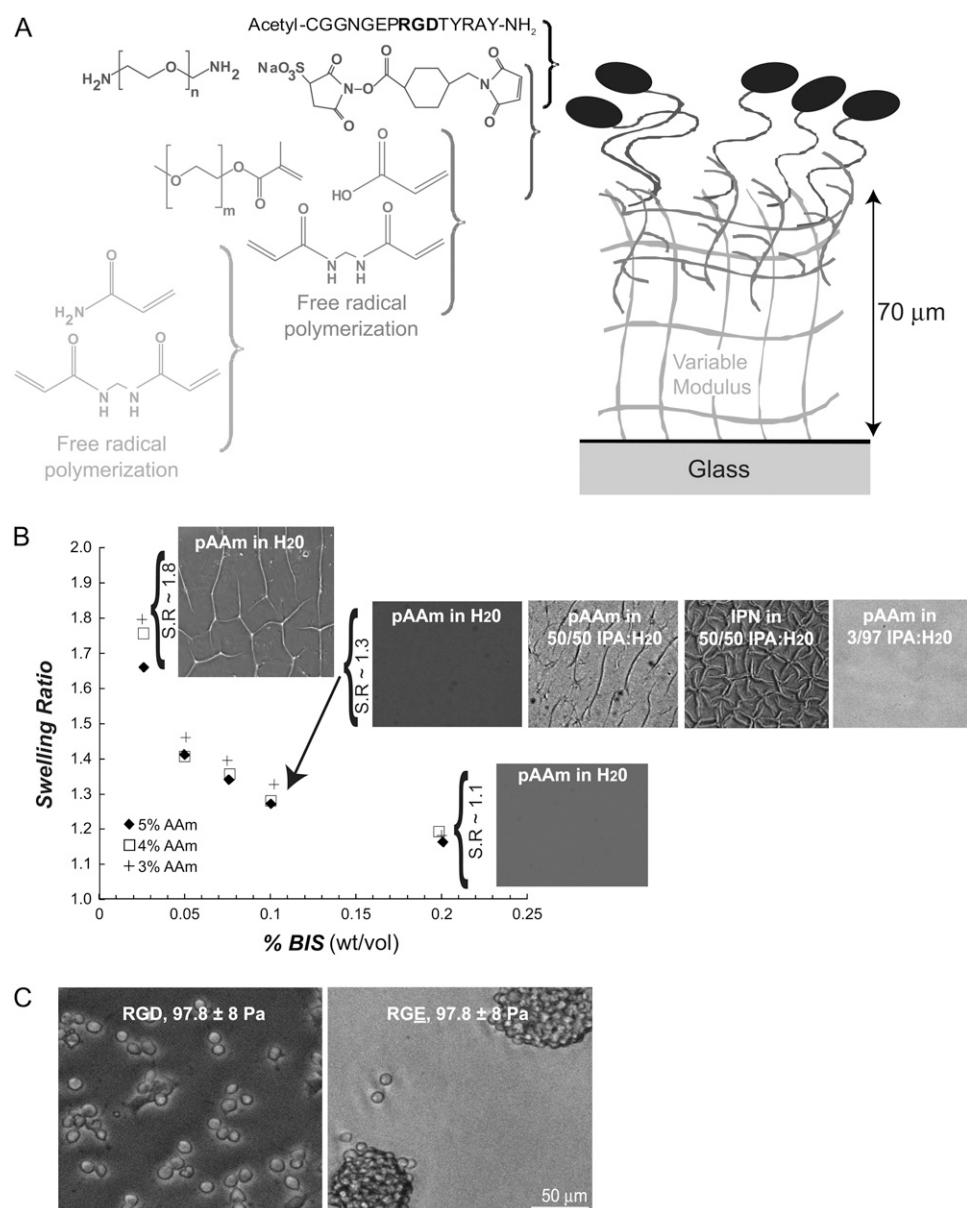 A
Acetyl-CGGNGEPRGDTYRAY-NH2
H2N
O
NH2
n
NaO3S
O
O
N
O
O
O
N
O
O
O
m
O
O
O
HO
O
O
N
H
N
H
Free radical
polymerization
O
H2N
O
O
N
H
N
H
Free radical
polymerization
Variable
Modulus
70 μm
Glass
B
Swelling Ratio
2.0
1.9
1.8
1.7
1.6
1.5
1.4
1.3
1.2
1.1
1.0
0
0.05
0.1
0.15
0.2
0.25
% BIS (wt/vol)
5% AAm
4% AAm
3% AAm
S.R ~ 1.8
pAAm in H20
S.R ~ 1.3
pAAm in H20
pAAm in
50/50 IPA:H20
IPN in
50/50 IPA:H20
pAAm in
3/97 IPA:H20
S.R ~ 1.1
pAAm in H20
C
RGD, 97.8 ± 8 Pa
RGE, 97.8 ± 8 Pa
50 μm